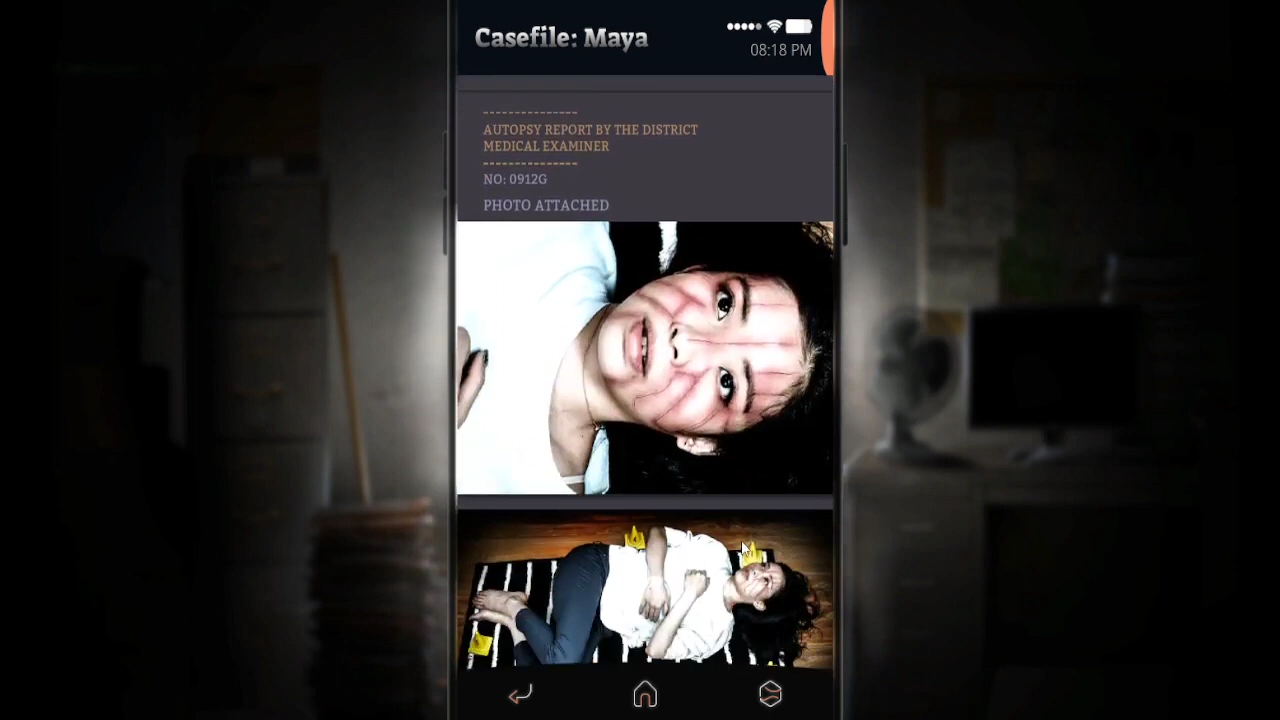 Casefile: Maya
08:18 PM
---------------
AUTOPSY REPORT BY THE DISTRICT
MEDICAL EXAMINER
---------------
NO: 0912G
PHOTO ATTACHED